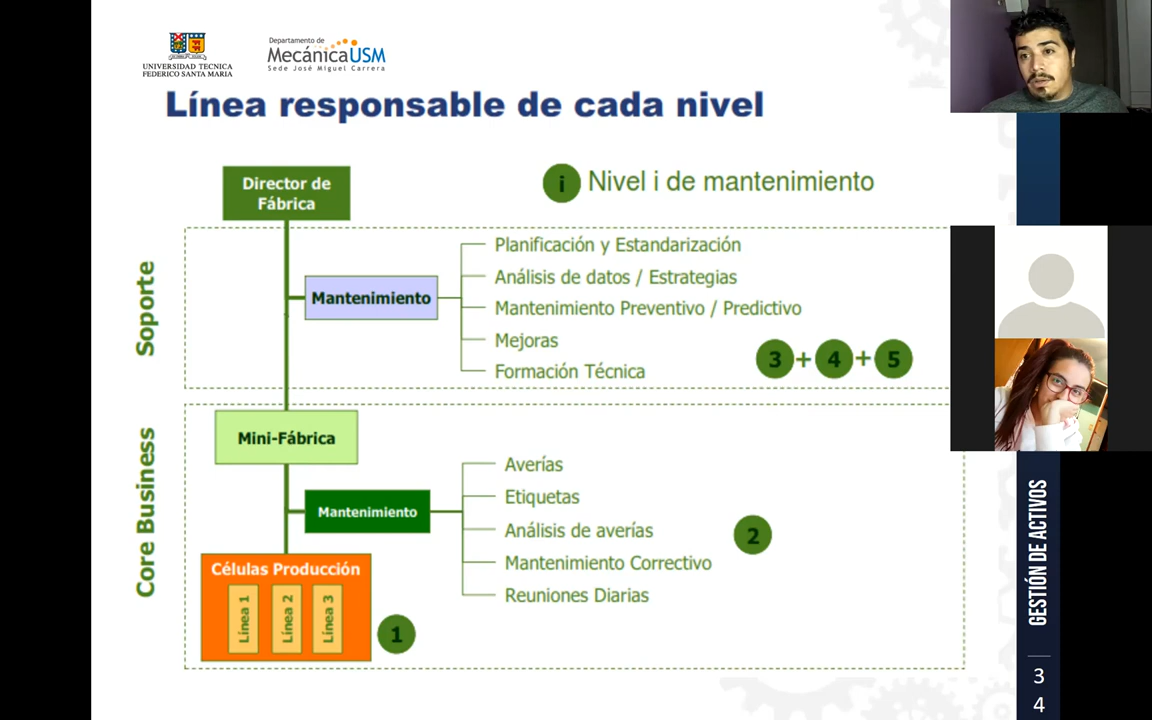 UNIVERSIDAD TECNICA
FEDERICO SANTA MARIA
Departamento de
MecánicaUSM
Sede José Miguel Carrera
Línea responsable de cada nivel
Director de
Fábrica
i Nivel i de mantenimiento
Soporte
Mantenimiento
Planificación y Estandarización
Análisis de datos / Estrategias
Mantenimiento Preventivo / Predictivo
Mejoras
Formación Técnica
3 + 4 + 5
Core Business
Mini-Fábrica
Mantenimiento
Averías
Etiquetas
Análisis de averías
Mantenimiento Correctivo
Reuniones Diarias
2
Células Producción
Línea 1
Línea 2
Línea 3
1
GESTIÓN DE ACTIVOS
3
4